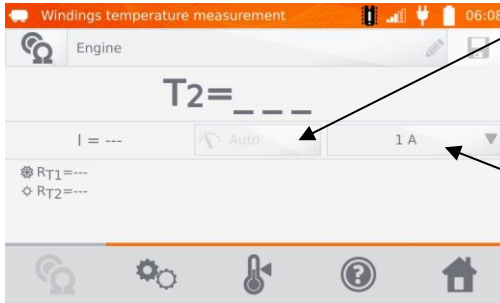 Windings temperature measurement 06:08
Engine
T2=_ _ _
I = --- Auto 1 A
RT1=---
RT2=---